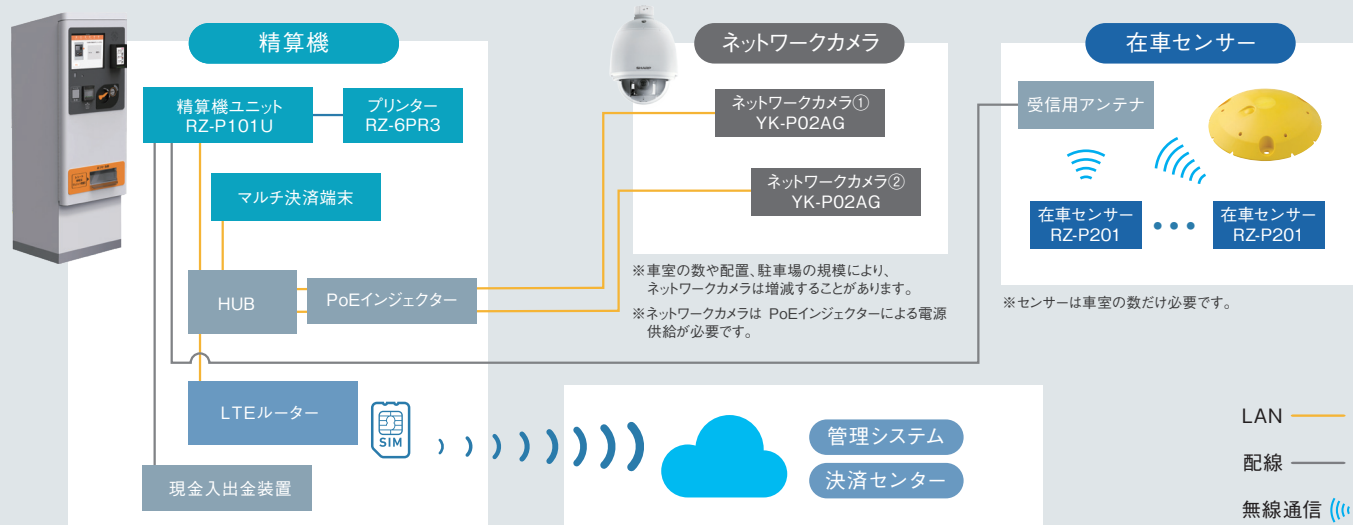 精算機
精算機ユニット
RZ-P101U
プリンター
RZ-6PR3
マルチ決済端末
HUB
PoEインジェクター
LTEルーター
SIM
現金入出金装置
ネットワークカメラ
ネットワークカメラ①
YK-P02AG
ネットワークカメラ②
YK-P02AG
※車室の数や配置、駐車場の規模により、
ネットワークカメラは増減することがあります。
※ネットワークカメラは PoEインジェクターによる電源
供給が必要です。
在車センサー
受信用アンテナ
在車センサー
RZ-P201
在車センサー
RZ-P201
※センサーは車室の数だけ必要です。
管理システム
決済センター
LAN
配線
無線通信